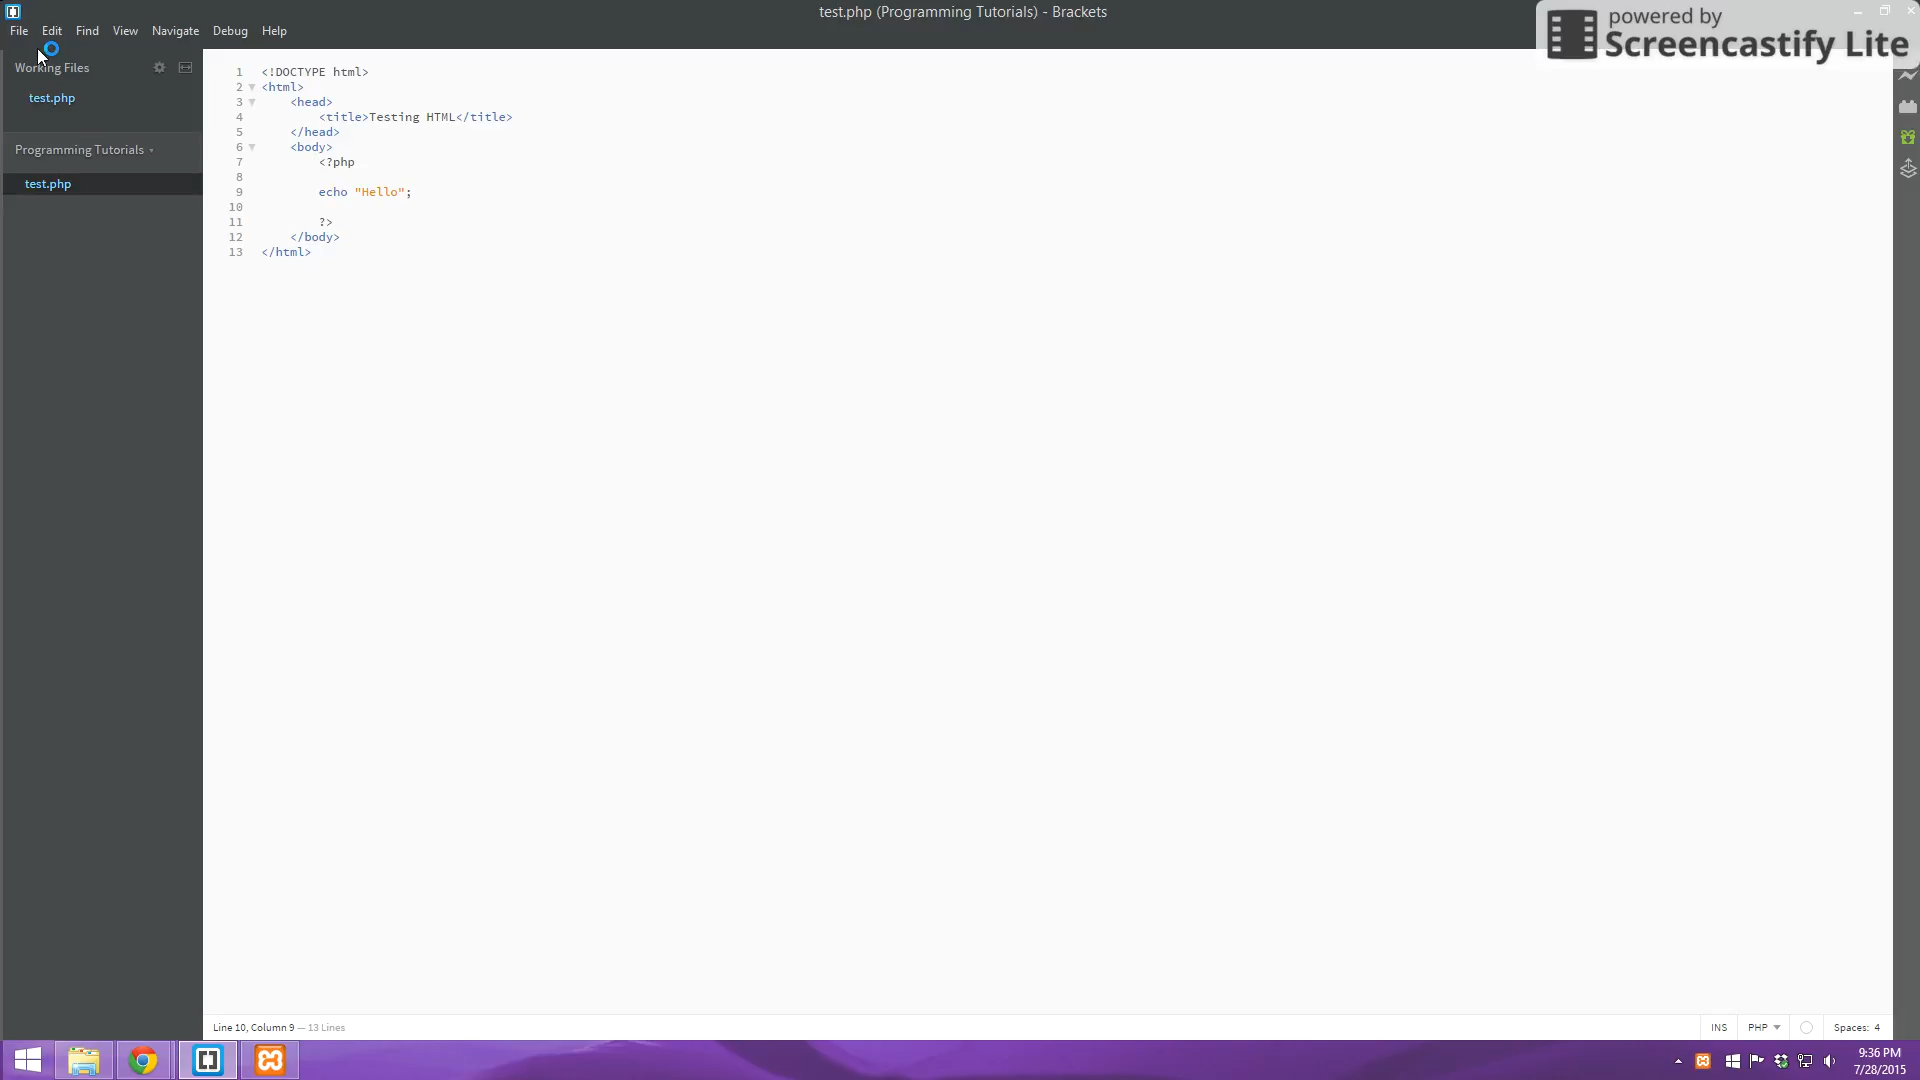 test.php (Programming Tutorials) - Brackets
powered by
Screencastify Lite
File Edit Find View Navigate Debug Help
Working Files
test.php
Programming Tutorials
test.php
1 <!DOCTYPE html>
2 <html>
3 <head>
4 <title>Testing HTML</title>
5 </head>
6 <body>
7 <?php
8
9 echo "Hello";
10
11 ?>
12 </body>
13 </html>
Line 10, Column 9 — 13 Lines
INS PHP Spaces: 4
9:36 PM
7/28/2015